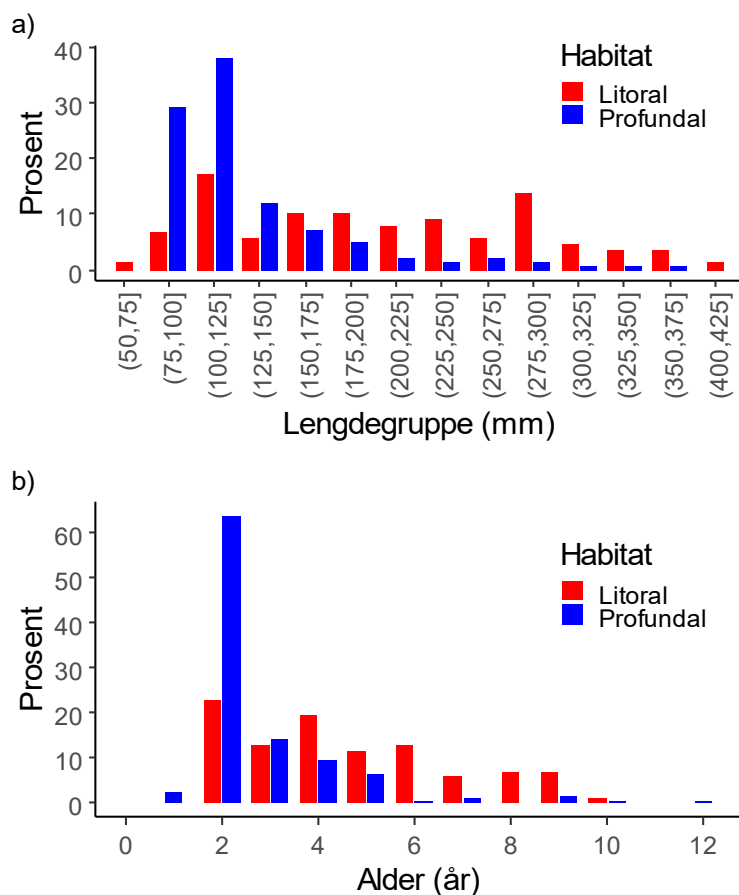 a)
40
30
20
10
0
Prosent
Habitat
Litoral
Profundal
(50,75]
(75,100]
(100,125]
(125,150]
(150,175]
(175,200]
(200,225]
(225,250]
(250,275]
(275,300]
(300,325]
(325,350]
(350,375]
(400,425]
Lengdegruppe (mm)
b)
60
50
40
30
20
10
0
Prosent
Habitat
Litoral
Profundal
0 2 4 6 8 10 12
Alder (år)